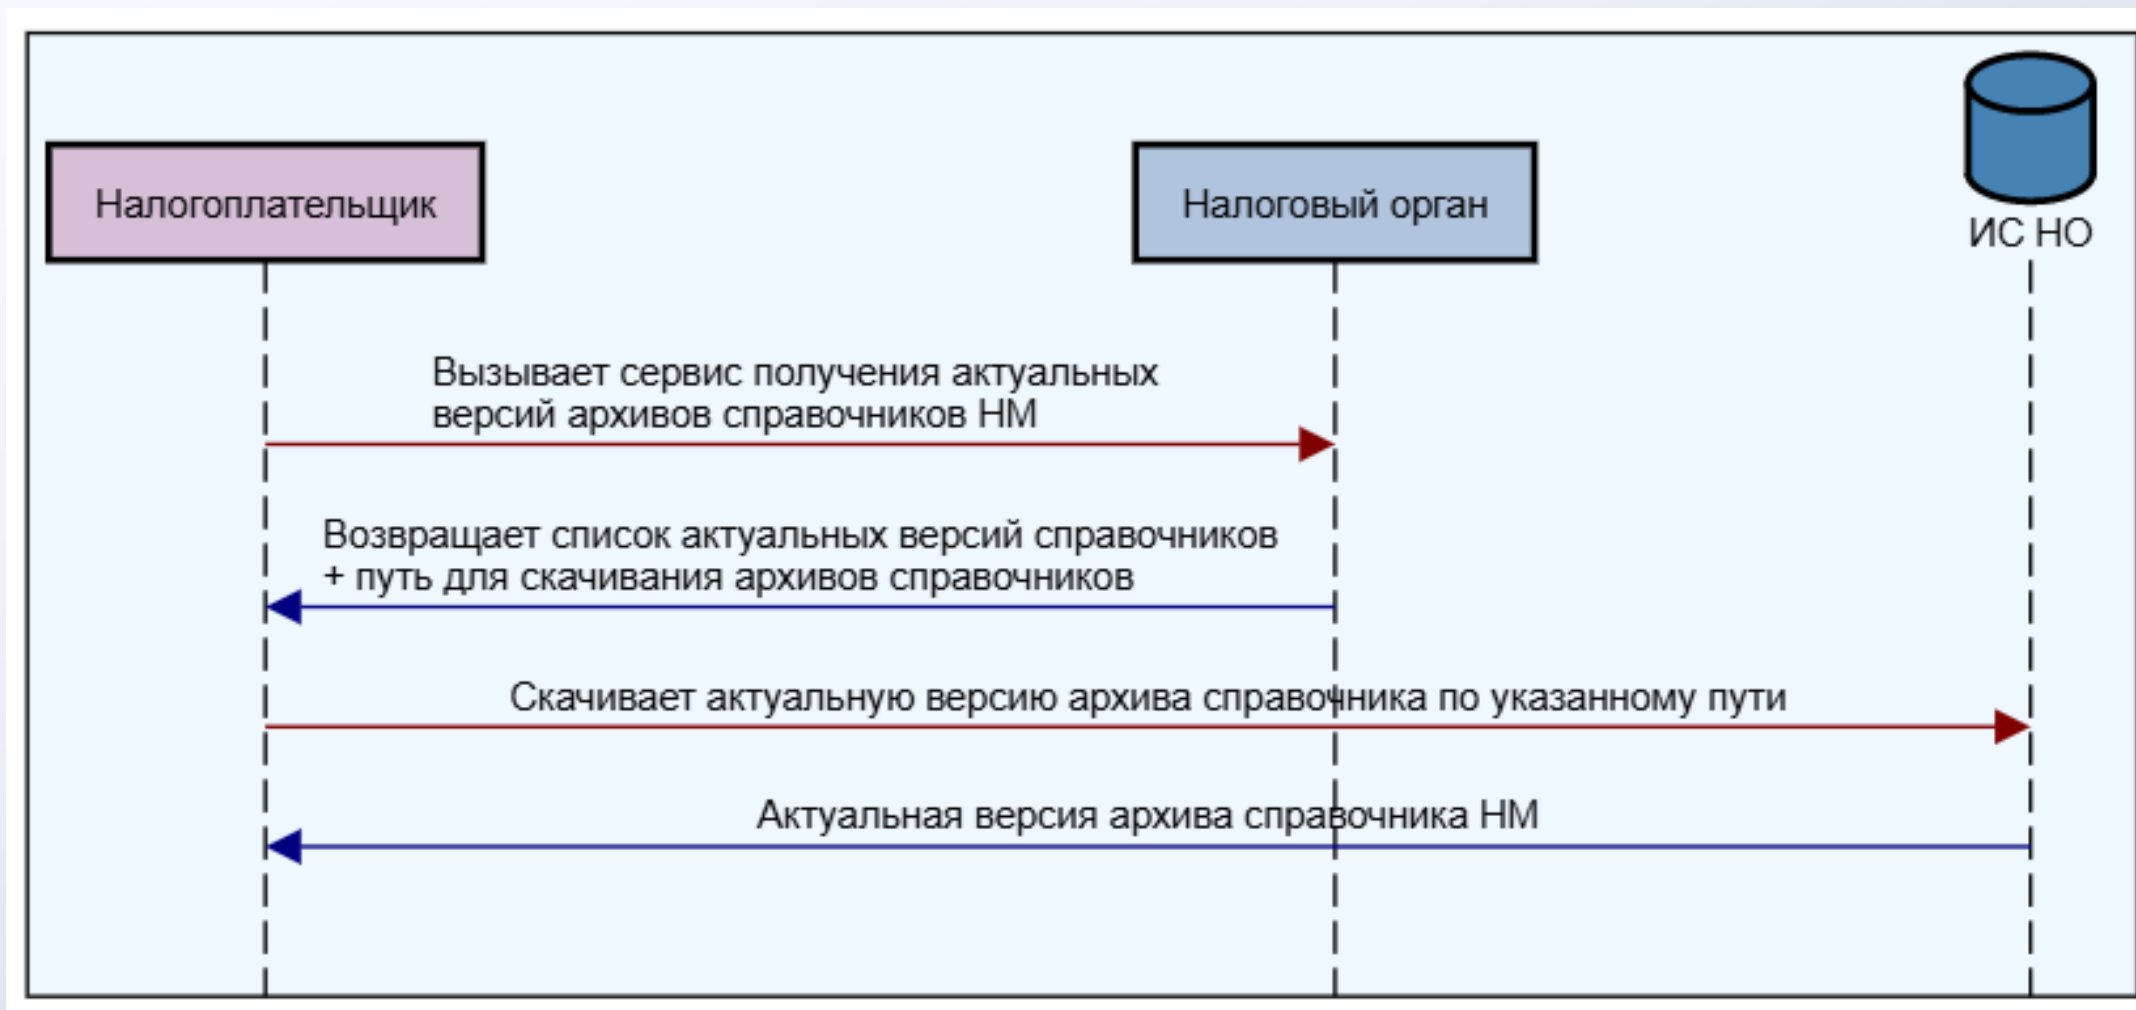 Налогоплательщик
Налоговый орган
ИС НО
Вызывает сервис получения актуальных
версий архивов справочников НМ
Возвращает список актуальных версий справочников
+ путь для скачивания архивов справочников
Скачивает актуальную версию архива справочника по указанному пути
Актуальная версия архива справочника НМ